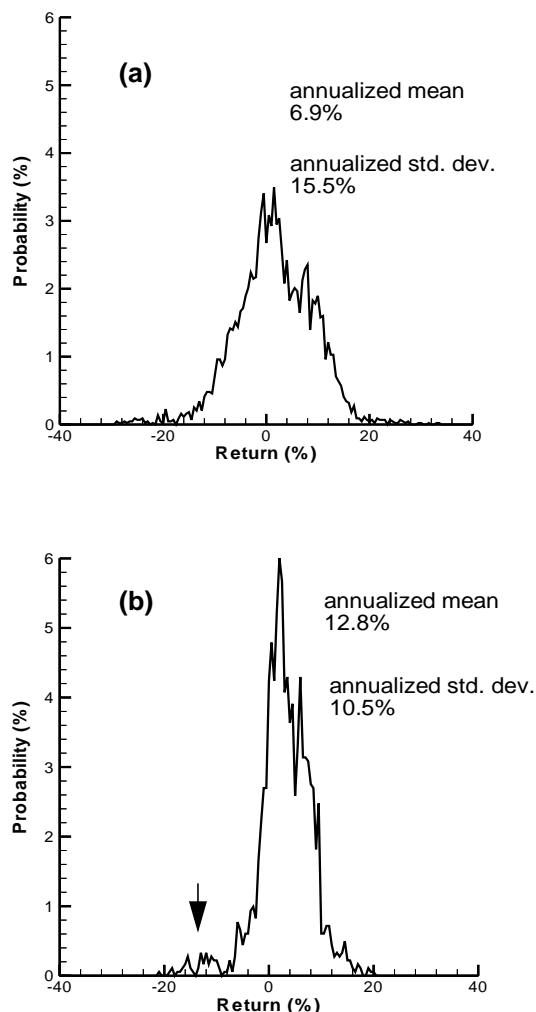 6
(a)
annualized mean
6.9%
5
4
annualized std. dev.
15.5%
Probability (%)
3
2
1
0
-40 -20 0 20 40
Return (%)
6
(b)
annualized mean
12.8%
5
annualized std. dev.
10.5%
4
Probability (%)
3
2
1
0
-40 -20 0 20 40
Return (%)